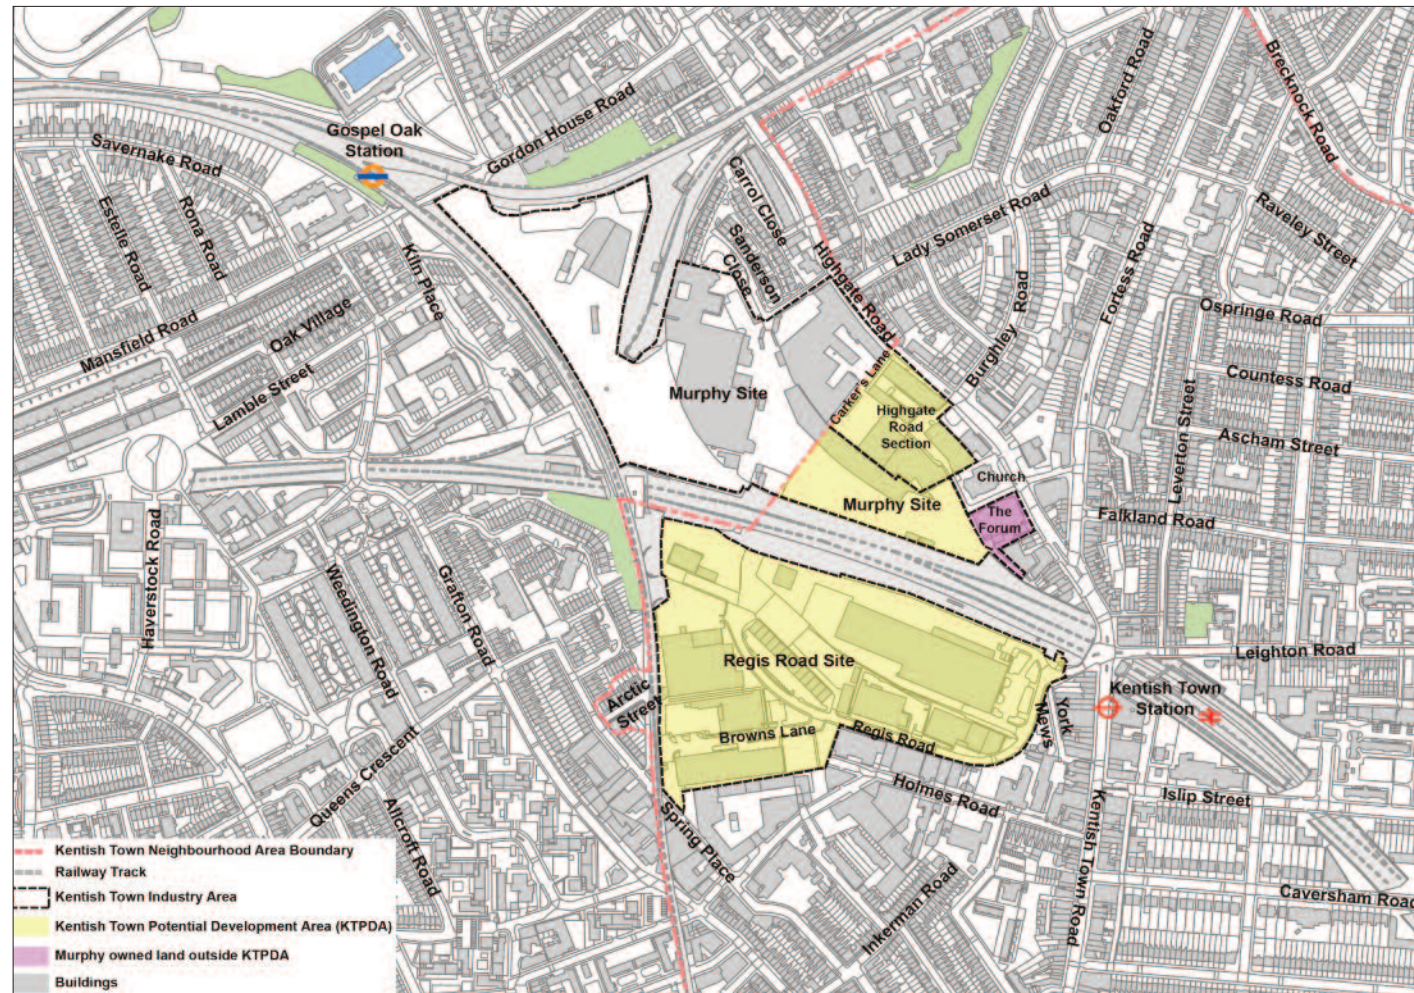 Gospel Oak
Station
Gordon House Road
Savernake Road
Rona Road
Estelle Road
Kiln Place
Oak Village
Mansfield Road
Lamble Street
Carrol Close
Sanderson
Close
Highgate Road
Lady Somerset Road
Oakford Road
Brecknock Road
Raveley Street
Fortess Road
Burghley Road
Ospringe Road
Countess Road
Ascham Street
Leverton Street
Falkland Road
Murphy Site
Carker's Lane
Highgate
Road
Section
Church
Murphy Site
The
Forum
Haverstock Road
Weedington Road
Grafton Road
Queens Crescent
Allcroft Road
Arctic
Street
Regis Road Site
Browns Lane
Regis Road
York
Mews
Kentish Town
Station
Leighton Road
Holmes Road
Islip Street
Spring Place
Inkerman Road
Kentish Town Road
Caversham Road
Kentish Town Neighbourhood Area Boundary
Railway Track
Kentish Town Industry Area
Kentish Town Potential Development Area (KTPDA)
Murphy owned land outside KTPDA
Buildings